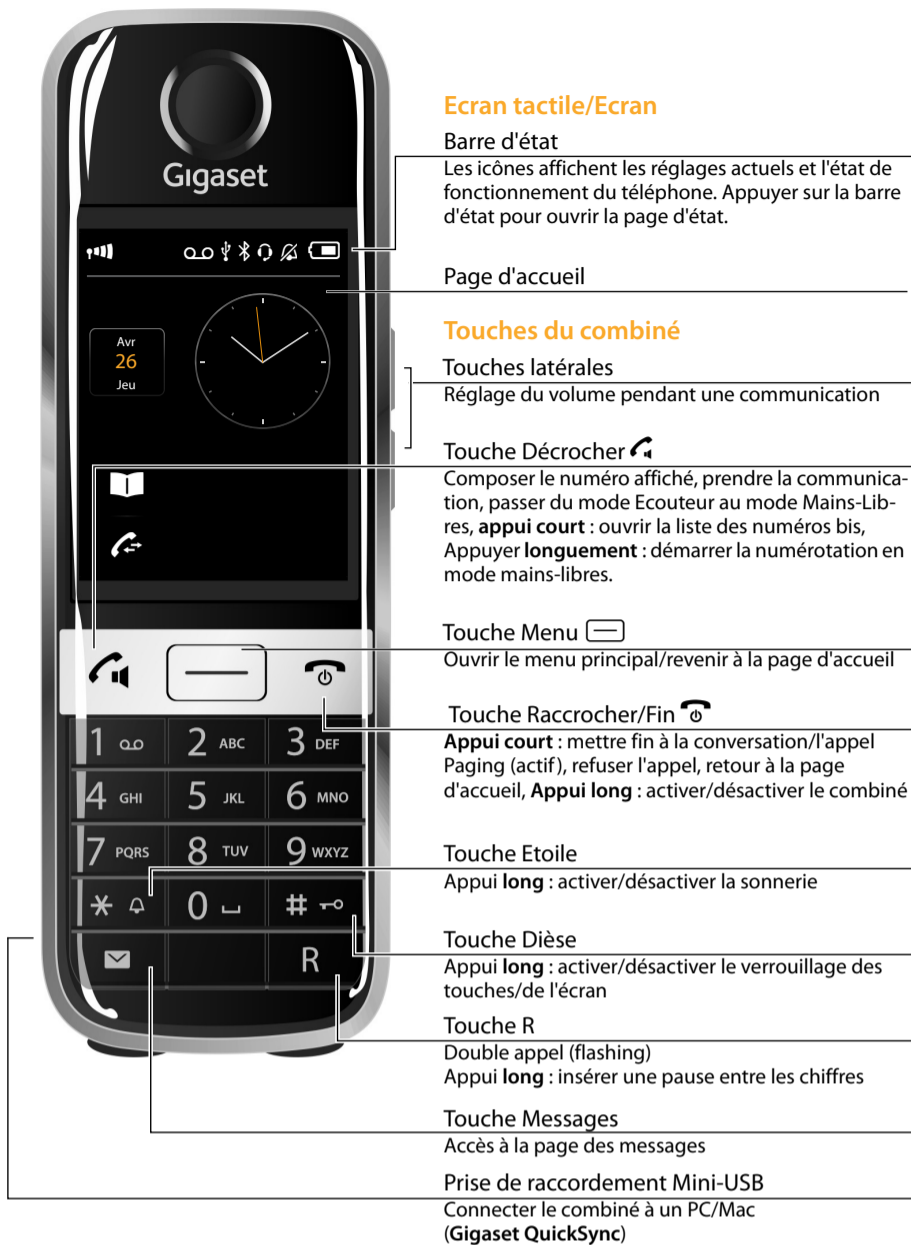 Gigaset
Avr
26
Jeu
1
2 ABC
3 DEF
4 GHI
5 JKL
6 MNO
7 PQRS
8 TUV
9 WXYZ
*
0
#
R
Ecran tactile/Ecran
Barre d'état
Les icônes affichent les réglages actuels et l'état de
fonctionnement du téléphone. Appuyer sur la barre
d'état pour ouvrir la page d'état.
Page d'accueil
Touches du combiné
Touches latérales
Réglage du volume pendant une communication
Touche Décrocher
Composer le numéro affiché, prendre la communica-
tion, passer du mode Ecouteur au mode Mains-Lib-
res, appui court : ouvrir la liste des numéros bis,
Appuyer longuement : démarrer la numérotation en
mode mains-libres.
Touche Menu
Ouvrir le menu principal/revenir à la page d'accueil
Touche Raccrocher/Fin
Appui court : mettre fin à la conversation/l'appel
Paging (actif), refuser l'appel, retour à la page
d'accueil, Appui long : activer/désactiver le combiné
Touche Etoile
Appui long : activer/désactiver la sonnerie
Touche Dièse
Appui long : activer/désactiver le verrouillage des
touches/de l'écran
Touche R
Double appel (flashing)
Appui long : insérer une pause entre les chiffres
Touche Messages
Accès à la page des messages
Prise de raccordement Mini-USB
Connecter le combiné à un PC/Mac
(Gigaset QuickSync)